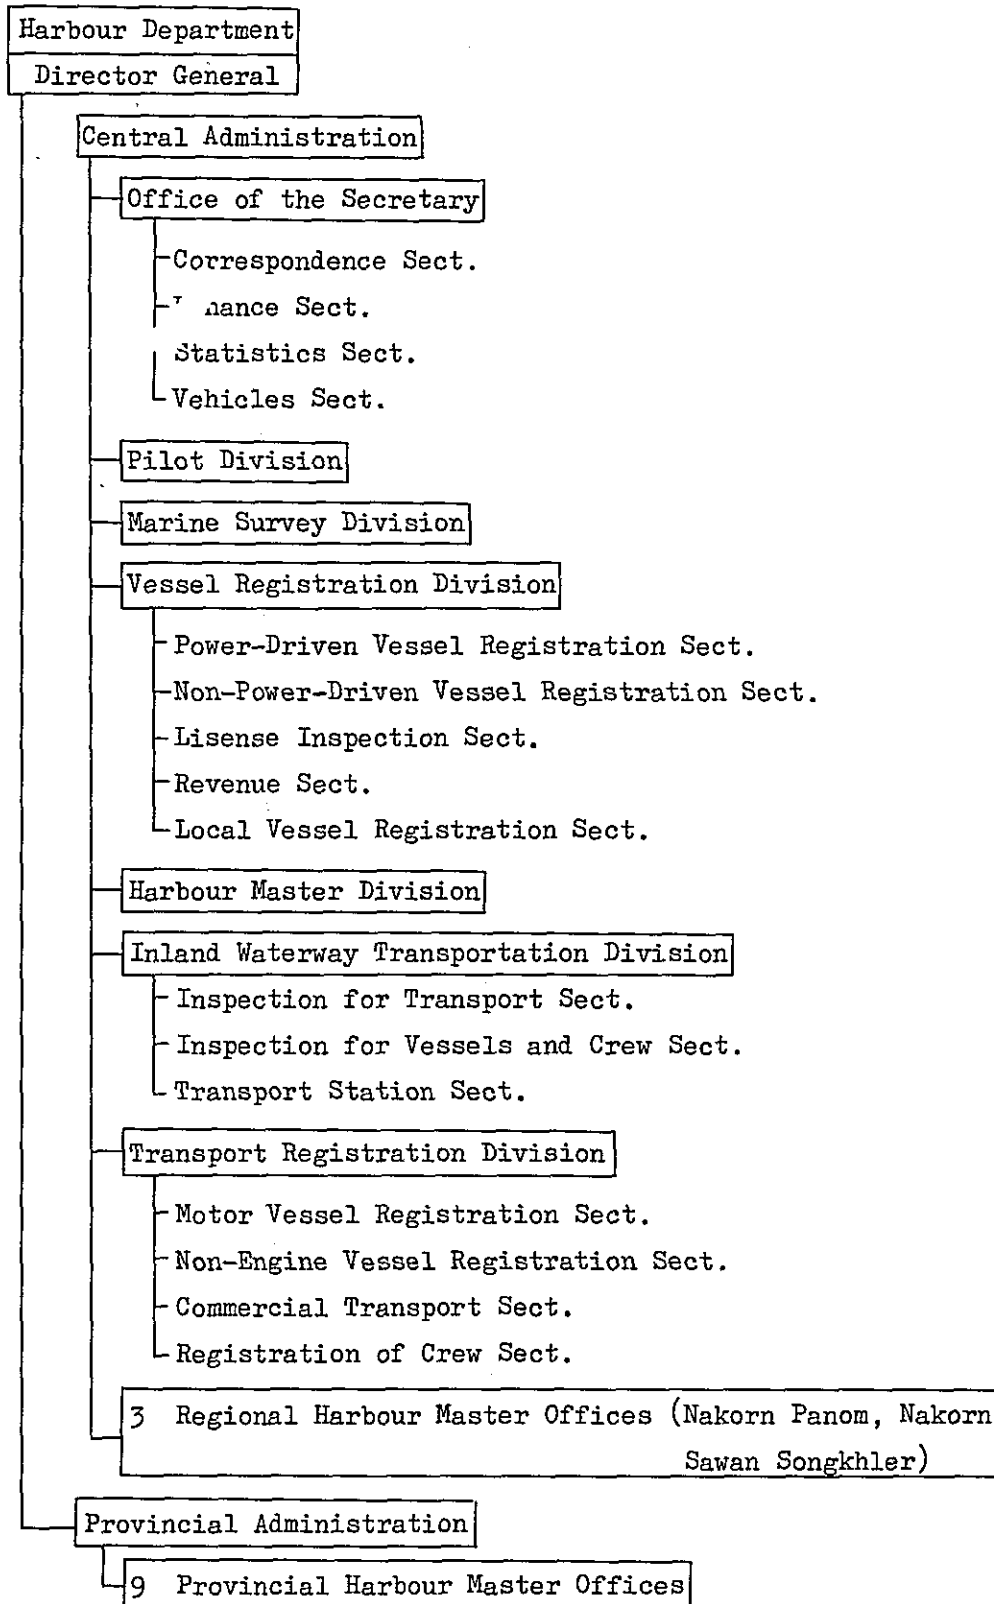 Harbour Department
Director General
Central Administration
Office of the Secretary
Correspondence Sect.
Sect.
Statistics Sect.
Vehicles Sect.
Pilot Division
Marine Survey Division
Vessel Registration Division
Power-Driven Vessel Registration Sect.
Non-Power-Driven Vessel Registration Sect.
Lisense Inspection Sect.
Revenue Sect.
Local Vessel Registration Sect.
Harbour Master Division
Inland Waterway Transportation Division
Inspection for Transport Sect.
Inspection for Vessels and Crew Sect.
Transport Station Sect.
Transport Registration Division
Motor Vessel Registration Sect.
Non-Engine Vessel Registration Sect.
Commercial Transport Sect.
Registration of Crew Sect.
3 Regional Harbour Master Offices (Nakorn Panom, Nakorn
Sawan Songkhler)
Provincial Administration
9 Provincial Harbour Master Offices